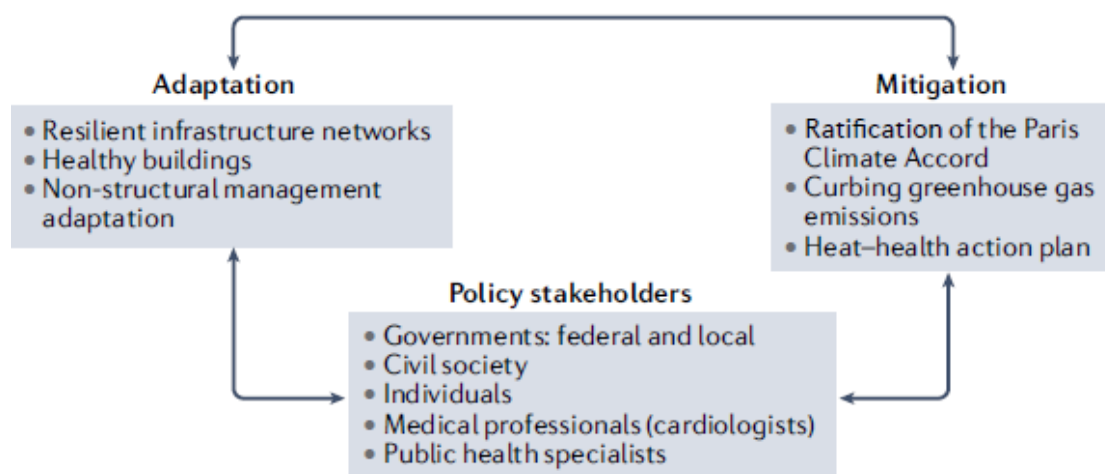 Adaptation
• Resilient infrastructure networks
• Healthy buildings
• Non-structural management
adaptation
Mitigation
• Ratification of the Paris
Climate Accord
• Curbing greenhouse gas
emissions
• Heat–health action plan
Policy stakeholders
• Governments: federal and local
• Civil society
• Individuals
• Medical professionals (cardiologists)
• Public health specialists